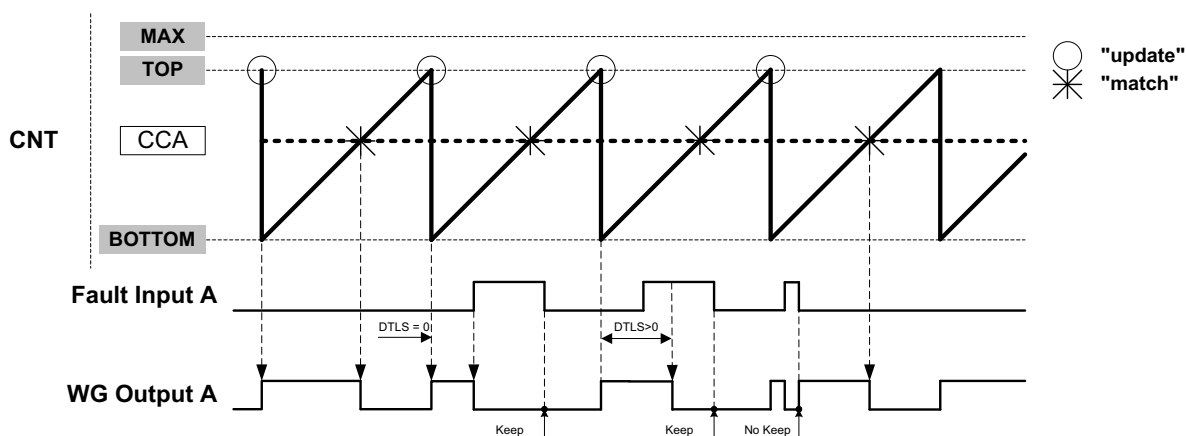 MAX
TOP
"update"
"match"
CNT
CCA
BOTTOM
Fault Input A
DTLS = 0
DTLS>0
WG Output A
Keep
Keep
No Keep